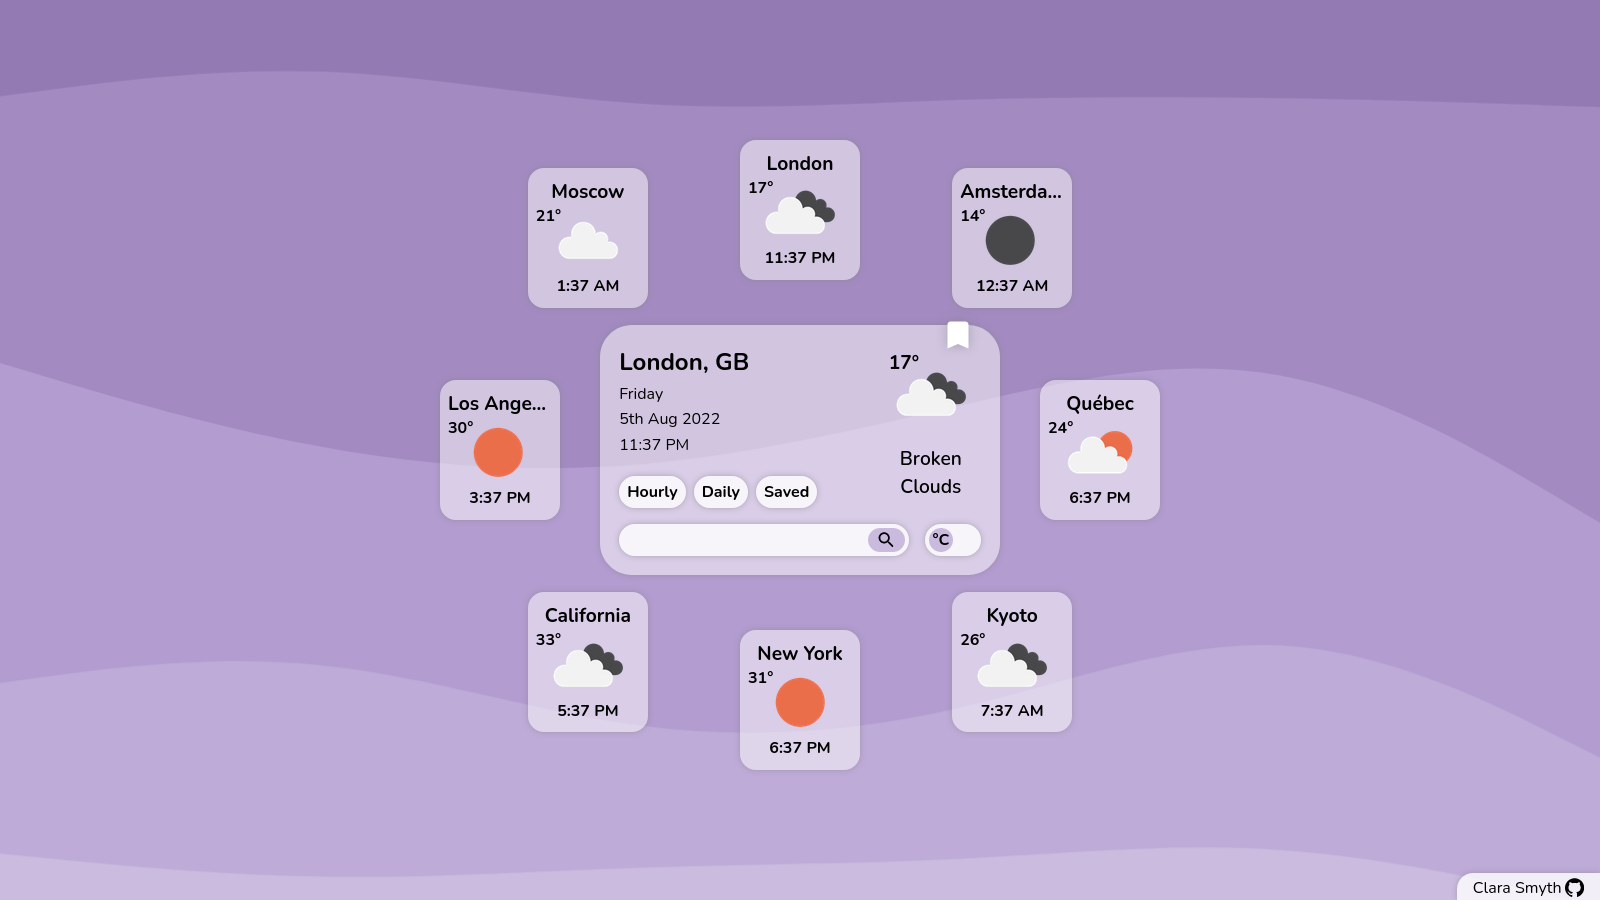 London
17°
11:37 PM
Moscow
21°
1:37 AM
Amsterda...
14°
12:37 AM
London, GB
Friday
5th Aug 2022
11:37 PM
17°
Broken
Clouds
Hourly
Daily
Saved
°C
Los Ange...
30°
3:37 PM
Québec
24°
6:37 PM
California
33°
5:37 PM
New York
31°
6:37 PM
Kyoto
26°
7:37 AM
Clara Smyth